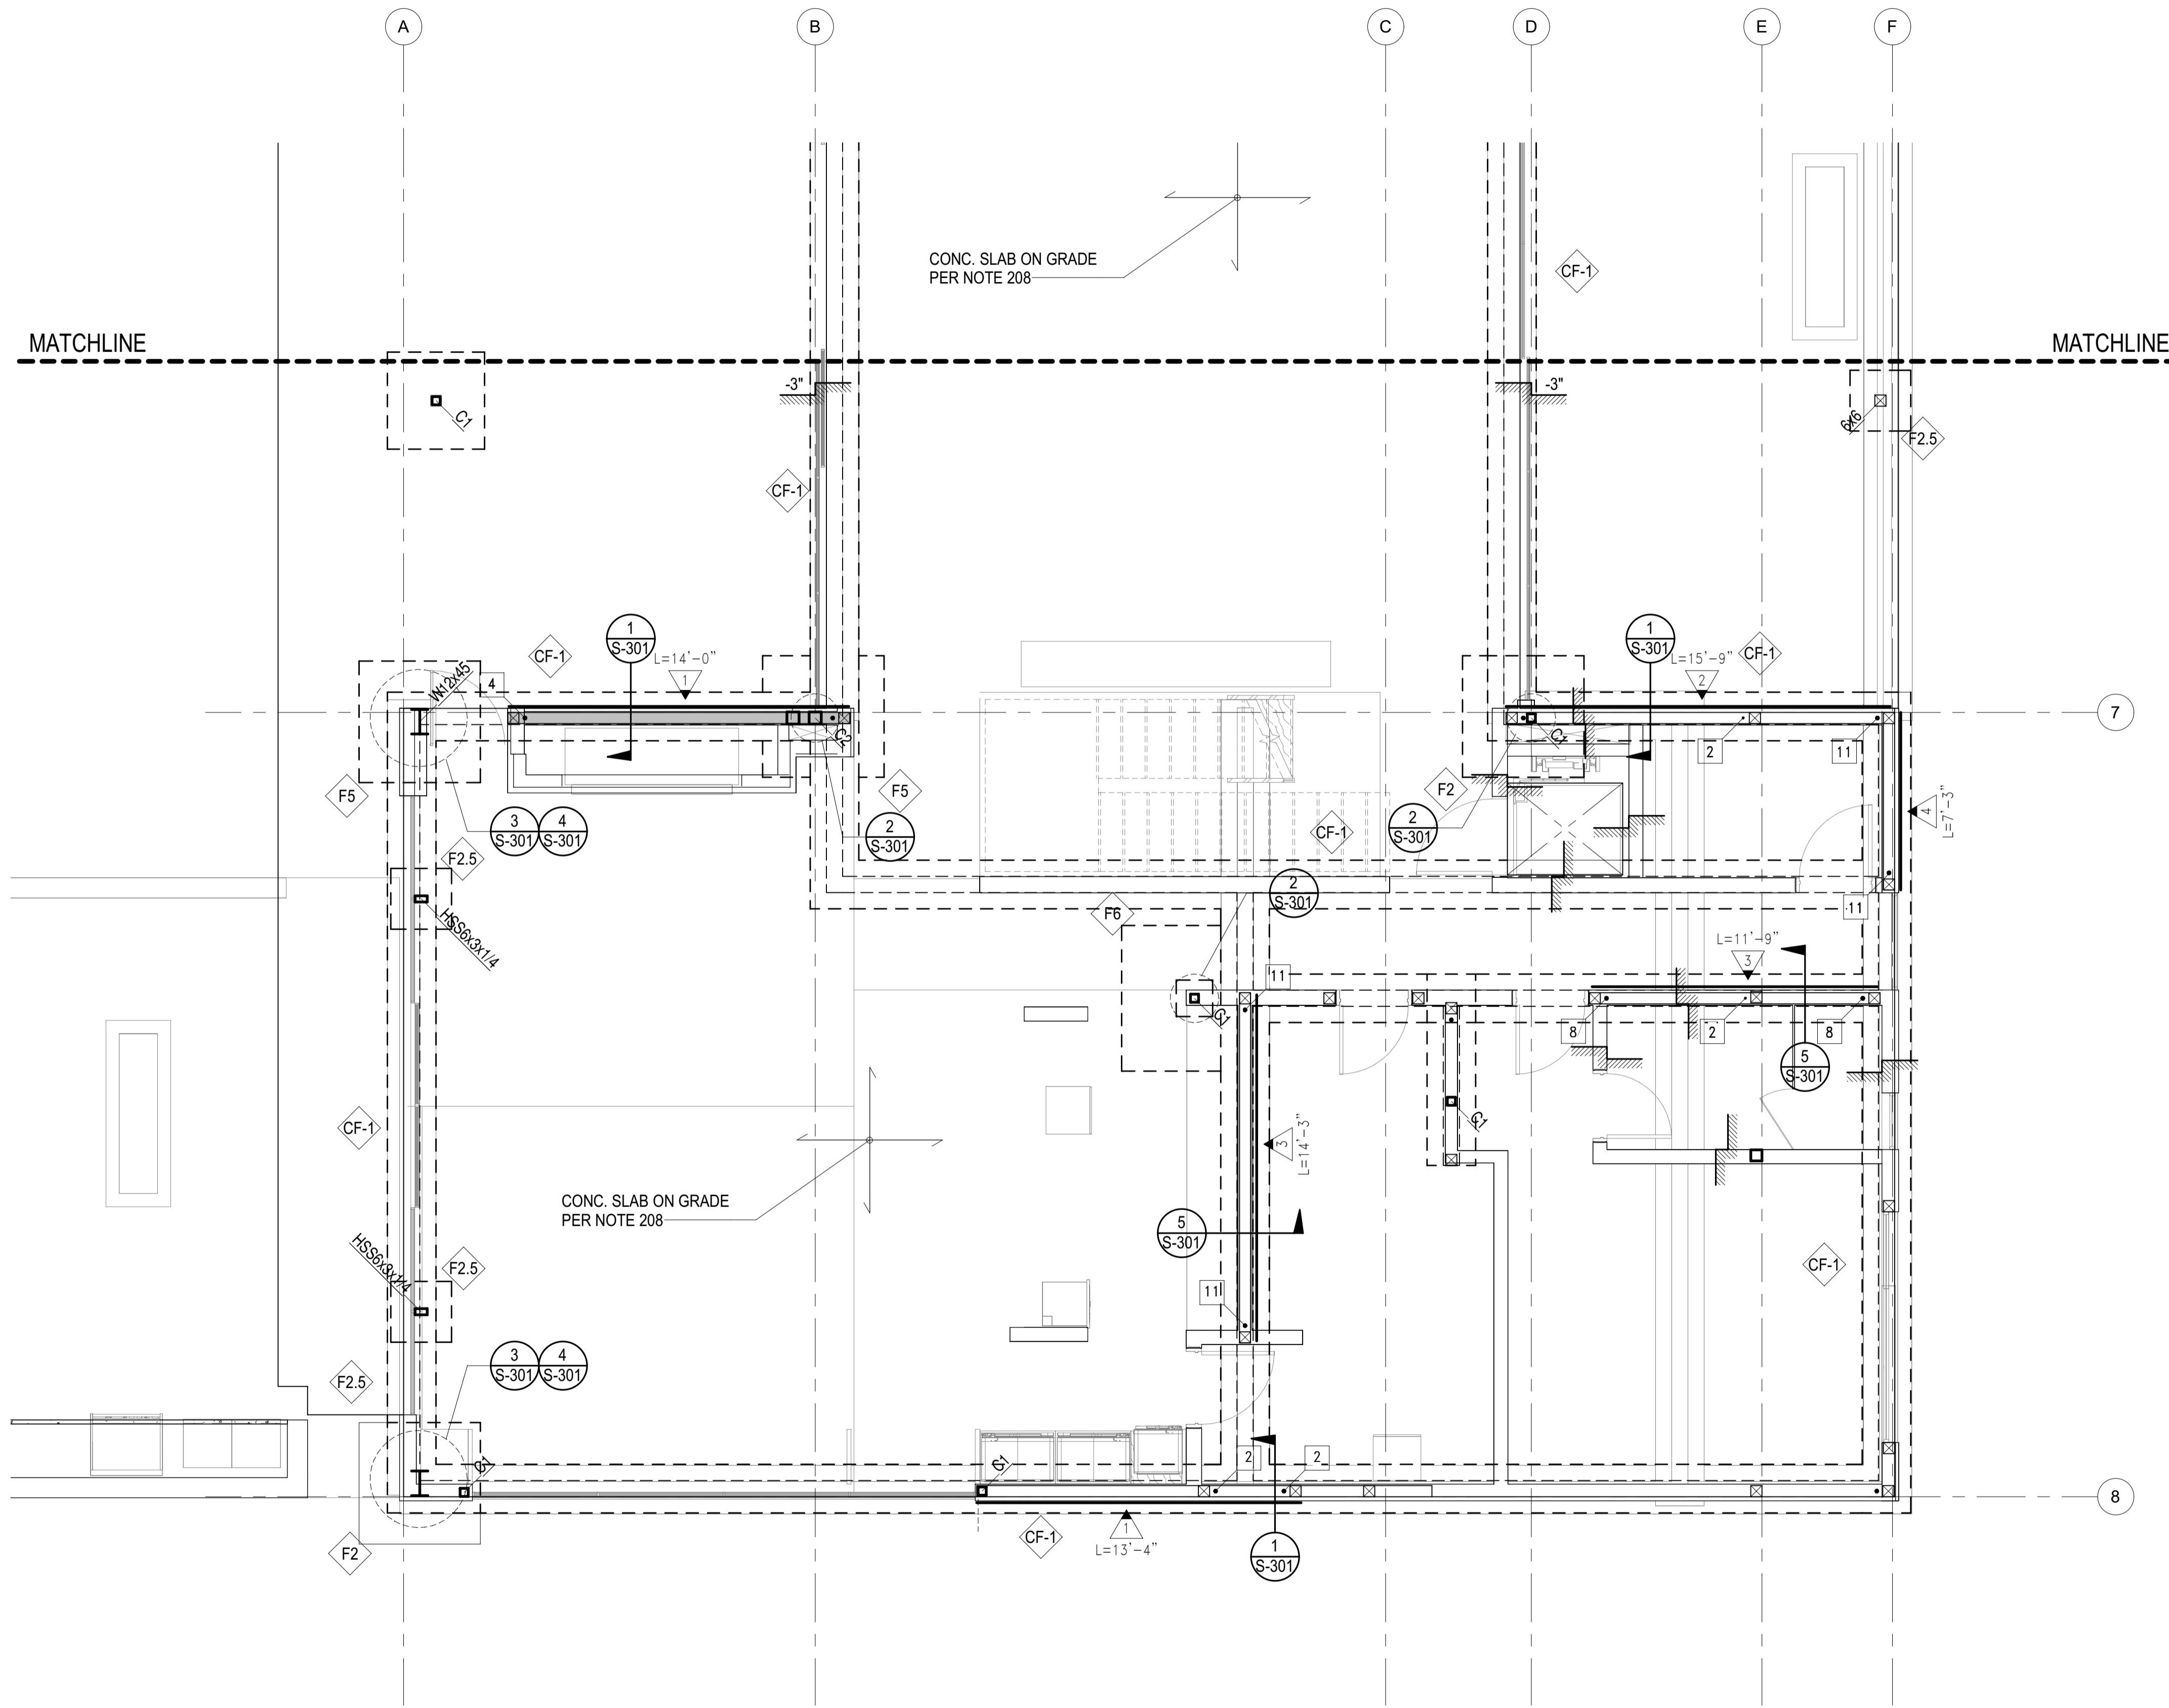 A
B
C
D
E
F
CONC. SLAB ON GRADE
PER NOTE 208
CF-1
MATCHLINE
MATCHLINE
-3"
-3"
C1
6x6
F2.5
CF-1
1
S-301
L=14'-0"
1
CF-1
W12x45
4
C2
1
S-301
L=15'-9"
2
CF-1
C1
2
11
7
F5
F5
F2
3
S-301
4
S-301
2
S-301
CF-1
2
S-301
4
L=7'-3"
F2.5
HSS6x3x1/4
F6
2
S-301
11
11
L=11'-9"
3
C1
8
2
8
5
S-301
CF-1
C1
3
L=14'-3"
CONC. SLAB ON GRADE
PER NOTE 208
5
S-301
HSS6x3x1/4
F2.5
CF-1
11
F2.5
3
S-301
4
S-301
C1
C1
2
2
8
F2
CF-1
1
L=13'-4"
1
S-301